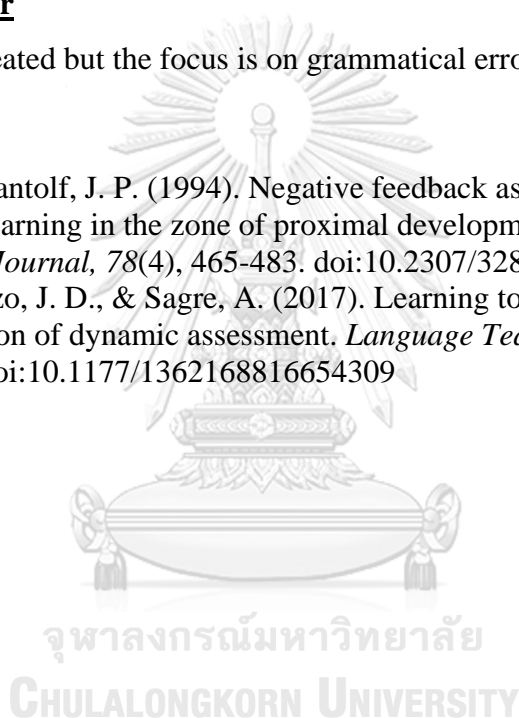 r
eated but the focus is on grammatical erro
antolf, J. P. (1994). Negative feedback as
arning in the zone of proximal developm
Journal, 78(4), 465-483. doi:10.2307/328
zo, J. D., & Sagre, A. (2017). Learning to
ion of dynamic assessment. Language Tea
oi:10.1177/1362168816654309
จุฬาลงกรณ์มหาวิทยาลัย
CHULALONGKORN UNIVERSITY